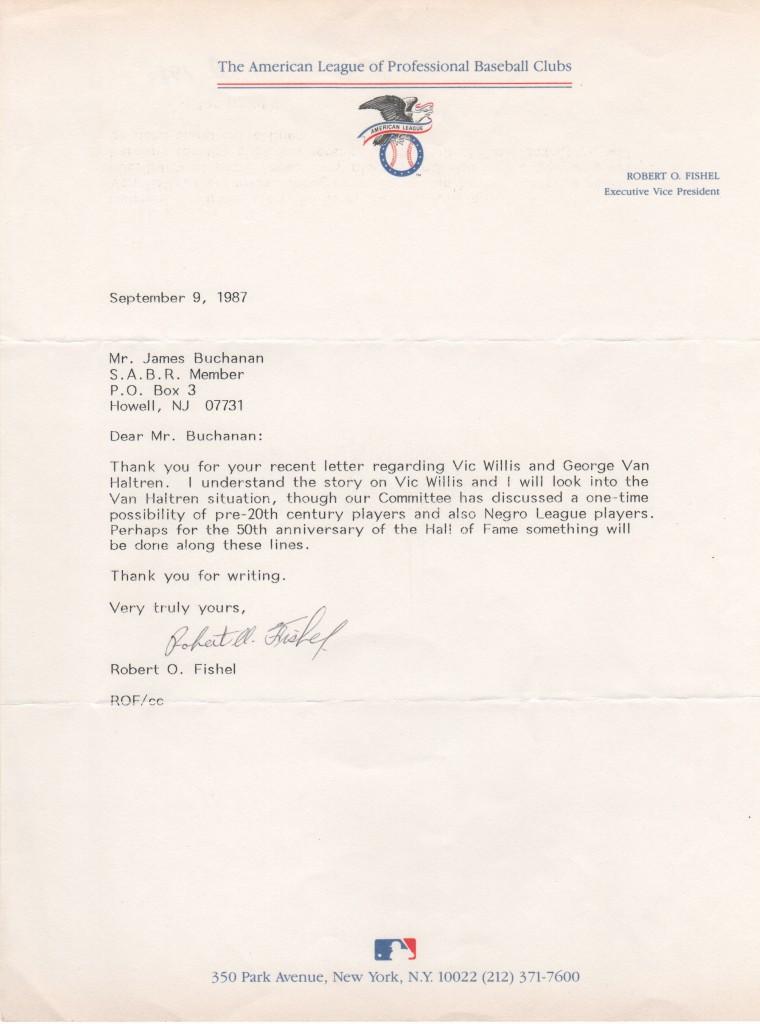 The American League of Professional Baseball Clubs
AMERICAN LEAGUE
TM
ROBERT O. FISHEL
Executive Vice President
September 9, 1987
Mr. James Buchanan
S.A.B.R. Member
P.O. Box 3
Howell, NJ 07731
Dear Mr. Buchanan:
Thank you for your recent letter regarding Vic Willis and George Van
Haltren. I understand the story on Vic Willis and I will look into the
Van Haltren situation, though our Committee has discussed a one-time
possibility of pre-20th century players and also Negro League players.
Perhaps for the 50th anniversary of the Hall of Fame something will
be done along these lines.
Thank you for writing.
Very truly yours,
Robert O. Fishel
Robert O. Fishel
ROF/cc
350 Park Avenue, New York, N.Y. 10022 (212) 371-7600